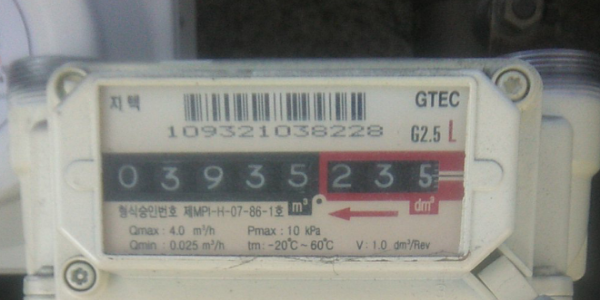 지텍 GTEC
109321038228 G2.5 L
03935 235
형식승인번호 제MPI-H-07-86-1호 m³ dm³
Qmax : 4.0 m³/h Pmax : 10 kPa
Qmin : 0.025 m³/h tm : -20℃~60℃ V : 1.0 dm³/Rev